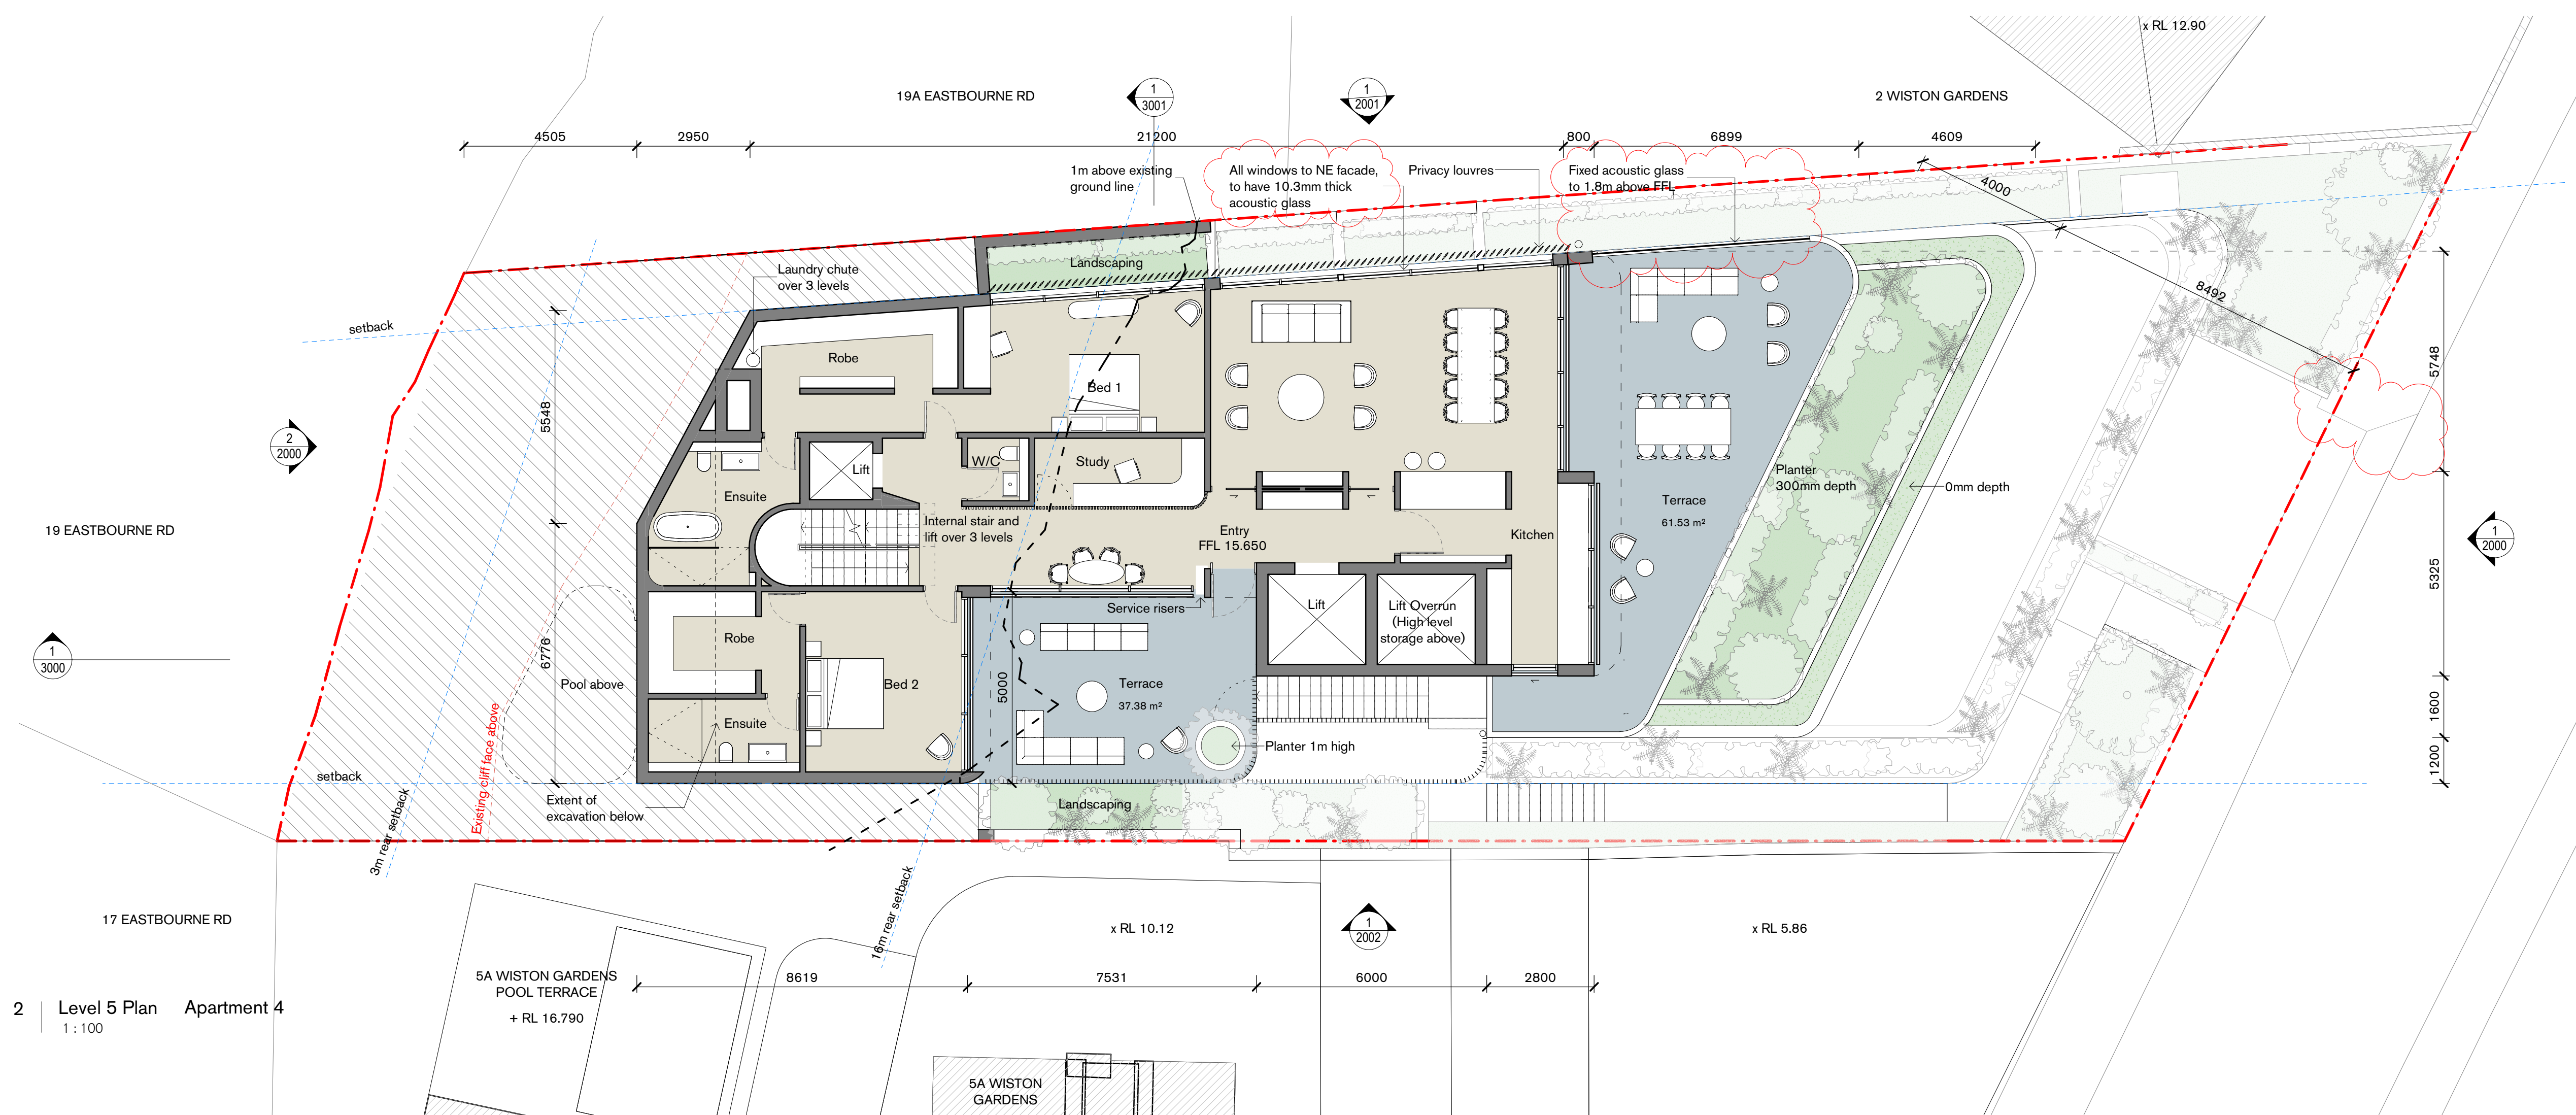 x RL 12.90
19A EASTBOURNE RD
1
3001
1
2001
2 WISTON GARDENS
4505
2950
21200
800
6899
4609
1m above existing
ground line
All windows to NE facade,
to have 10.3mm thick
acoustic glass
Privacy louvres
Fixed acoustic glass
to 1.8m above FFL
4000
Landscaping
Laundry chute
over 3 levels
8492
setback
Robe
Bed 1
5748
5548
2
2000
Lift
W/C
Study
Ensuite
Planter
300mm depth
0mm depth
Terrace
61.53 m²
19 EASTBOURNE RD
Internal stair and
lift over 3 levels
Entry
FFL 15.650
Kitchen
1
2000
5325
Service risers
Lift
Lift Overrun
(High level
storage above)
Robe
6776
1
3000
Pool above
Bed 2
5000
Terrace
37.38 m²
1600
Ensuite
Planter 1m high
1200
Existing cliff face above
setback
Extent of
excavation below
Landscaping
3m rear setback
16m rear setback
17 EASTBOURNE RD
x RL 10.12
1
2002
x RL 5.86
5A WISTON GARDENS
POOL TERRACE
+ RL 16.790
8619
7531
6000
2800
2
Level 5 Plan
Apartment 4
1 : 100
5A WISTON
GARDENS